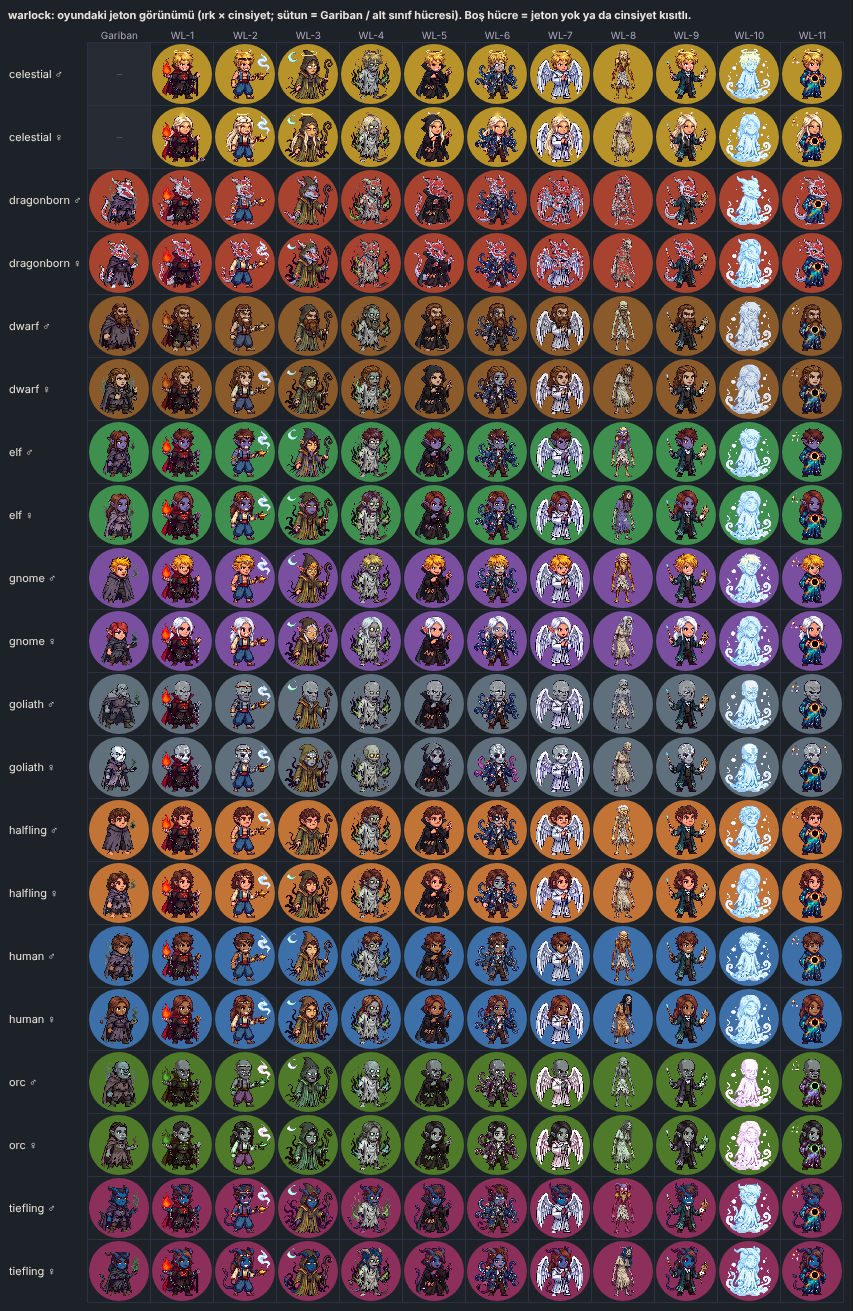 warlock: oyundaki jeton görünümü (ırk × cinsiyet; sütun = Gariban / alt sınıf hücresi). Boş hücre = jeton yok ya da cinsiyet kısıtlı.
Gariban WL-1 WL-2 WL-3 WL-4 WL-5 WL-6 WL-7 WL-8 WL-9 WL-10 WL-11
celestial ♂ –
celestial ♀ –
dragonborn ♂
dragonborn ♀
dwarf ♂
dwarf ♀
elf ♂
elf ♀
gnome ♂
gnome ♀
goliath ♂
goliath ♀
halfling ♂
halfling ♀
human ♂
human ♀
orc ♂
orc ♀
tiefling ♂
tiefling ♀